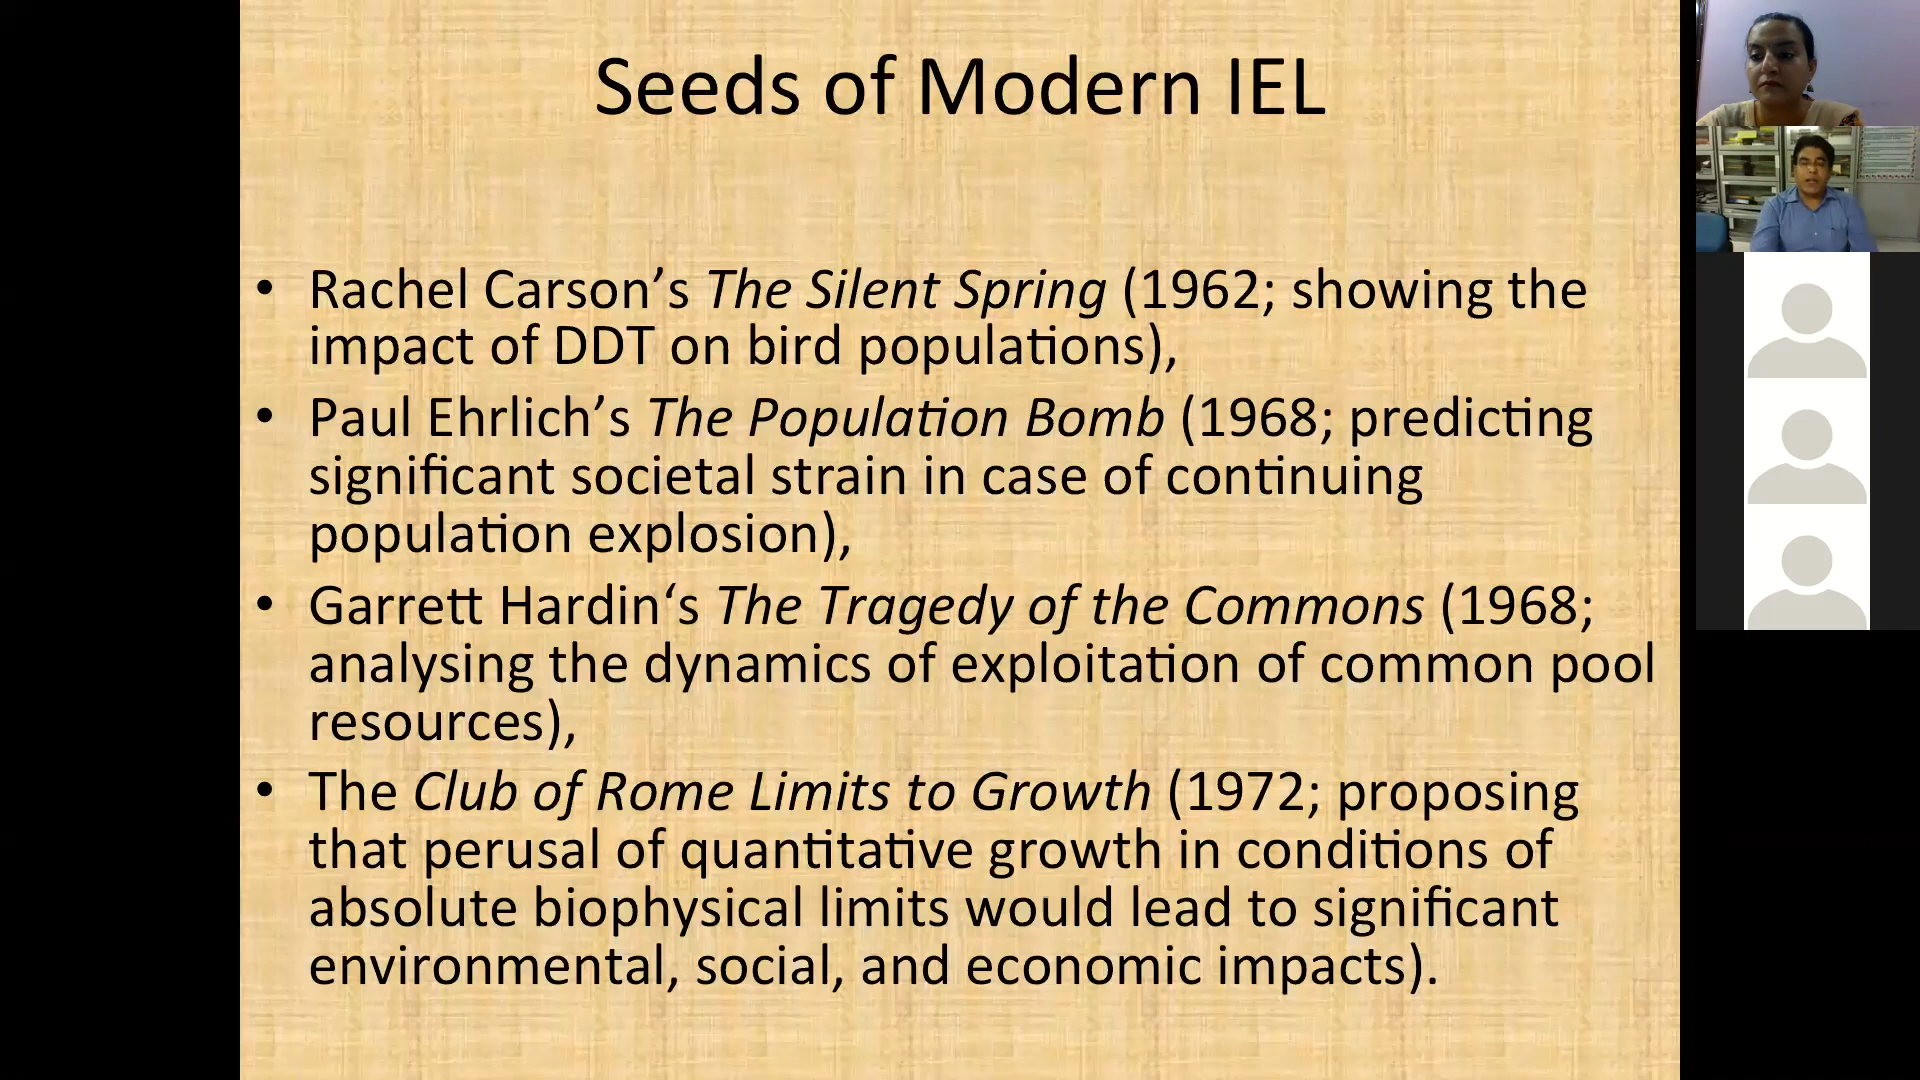 Seeds of Modern IEL
• Rachel Carson’s The Silent Spring (1962; showing the
impact of DDT on bird populations),
• Paul Ehrlich’s The Population Bomb (1968; predicting
significant societal strain in case of continuing
population explosion),
• Garrett Hardin‘s The Tragedy of the Commons (1968;
analysing the dynamics of exploitation of common pool
resources),
• The Club of Rome Limits to Growth (1972; proposing
that perusal of quantitative growth in conditions of
absolute biophysical limits would lead to significant
environmental, social, and economic impacts).